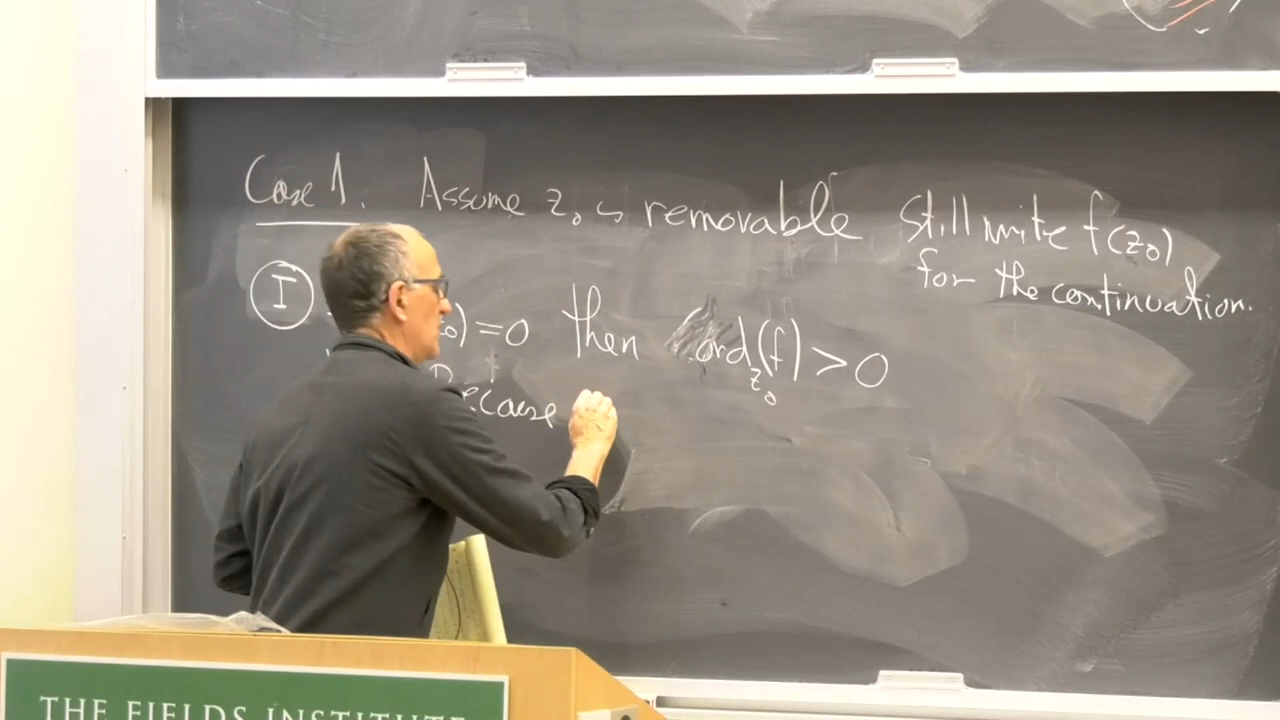 Case 1. Assume z₀ is removable Still write f(z₀)
for the continuation.
I z₀) = 0 then ord_{z₀}(f) > 0
Because
THE FIELDS INSTITUTE